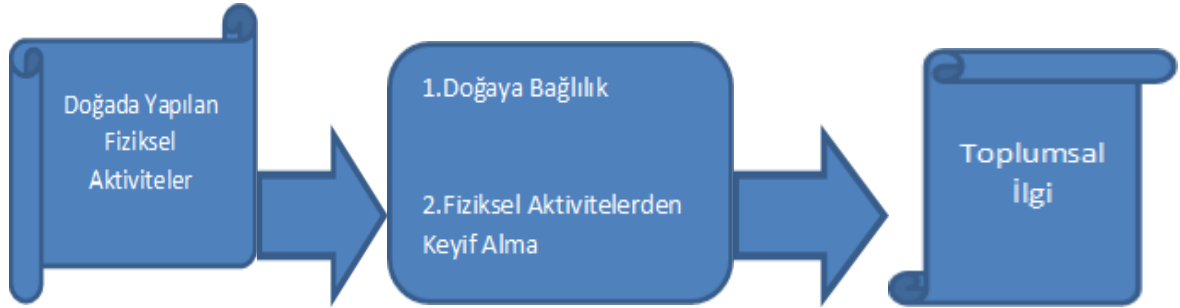 Doğada Yapılan
Fiziksel
Aktiviteler
1.Doğaya Bağlılık
2.Fiziksel Aktivitelerden
Keyif Alma
Toplumsal
İlgi